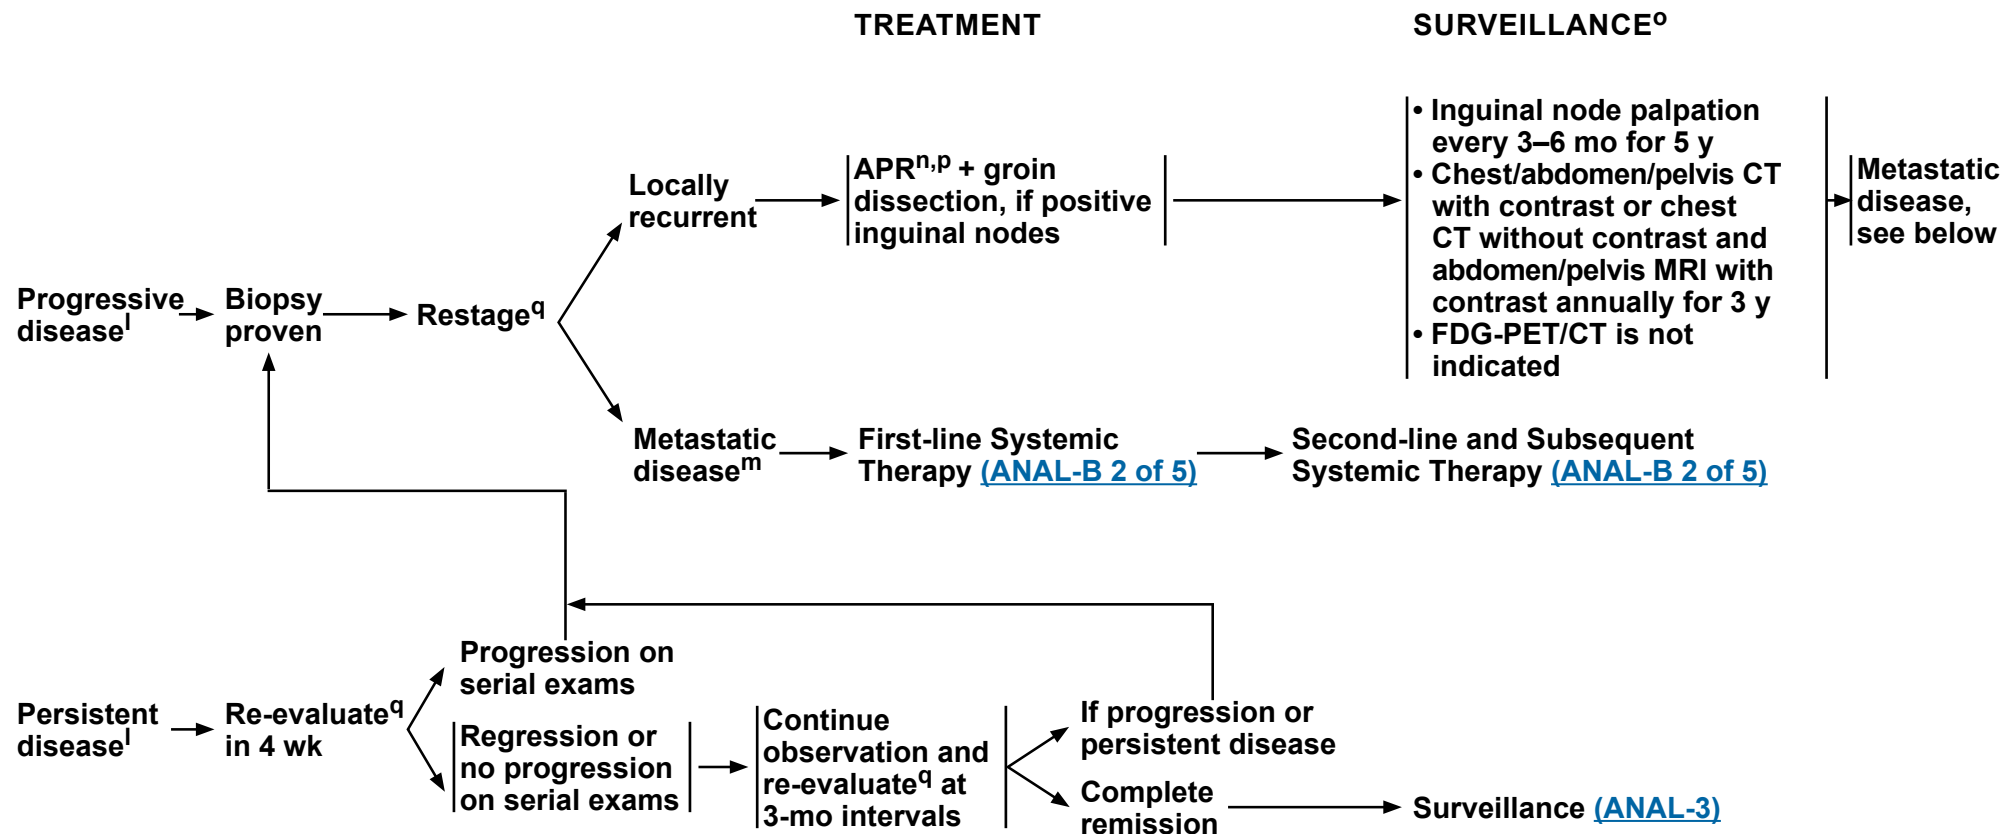 TREATMENT
SURVEILLANCEᵒ
Progressive
diseaseˡ
Biopsy
proven
Restage^q
Locally
recurrent
APRⁿ,ᵖ + groin
dissection, if positive
inguinal nodes
• Inguinal node palpation
every 3–6 mo for 5 y
• Chest/abdomen/pelvis CT
with contrast or chest
CT without contrast and
abdomen/pelvis MRI with
contrast annually for 3 y
• FDG-PET/CT is not
indicated
Metastatic
disease,
see below
Metastatic
diseaseᵐ
First-line Systemic
Therapy (ANAL-B 2 of 5)
Second-line and Subsequent
Systemic Therapy (ANAL-B 2 of 5)
Persistent
diseaseˡ
Re-evaluate^q
in 4 wk
Progression on
serial exams
Regression or
no progression
on serial exams
Continue
observation and
re-evaluate^q at
3-mo intervals
If progression or
persistent disease
Complete
remission
Surveillance (ANAL-3)